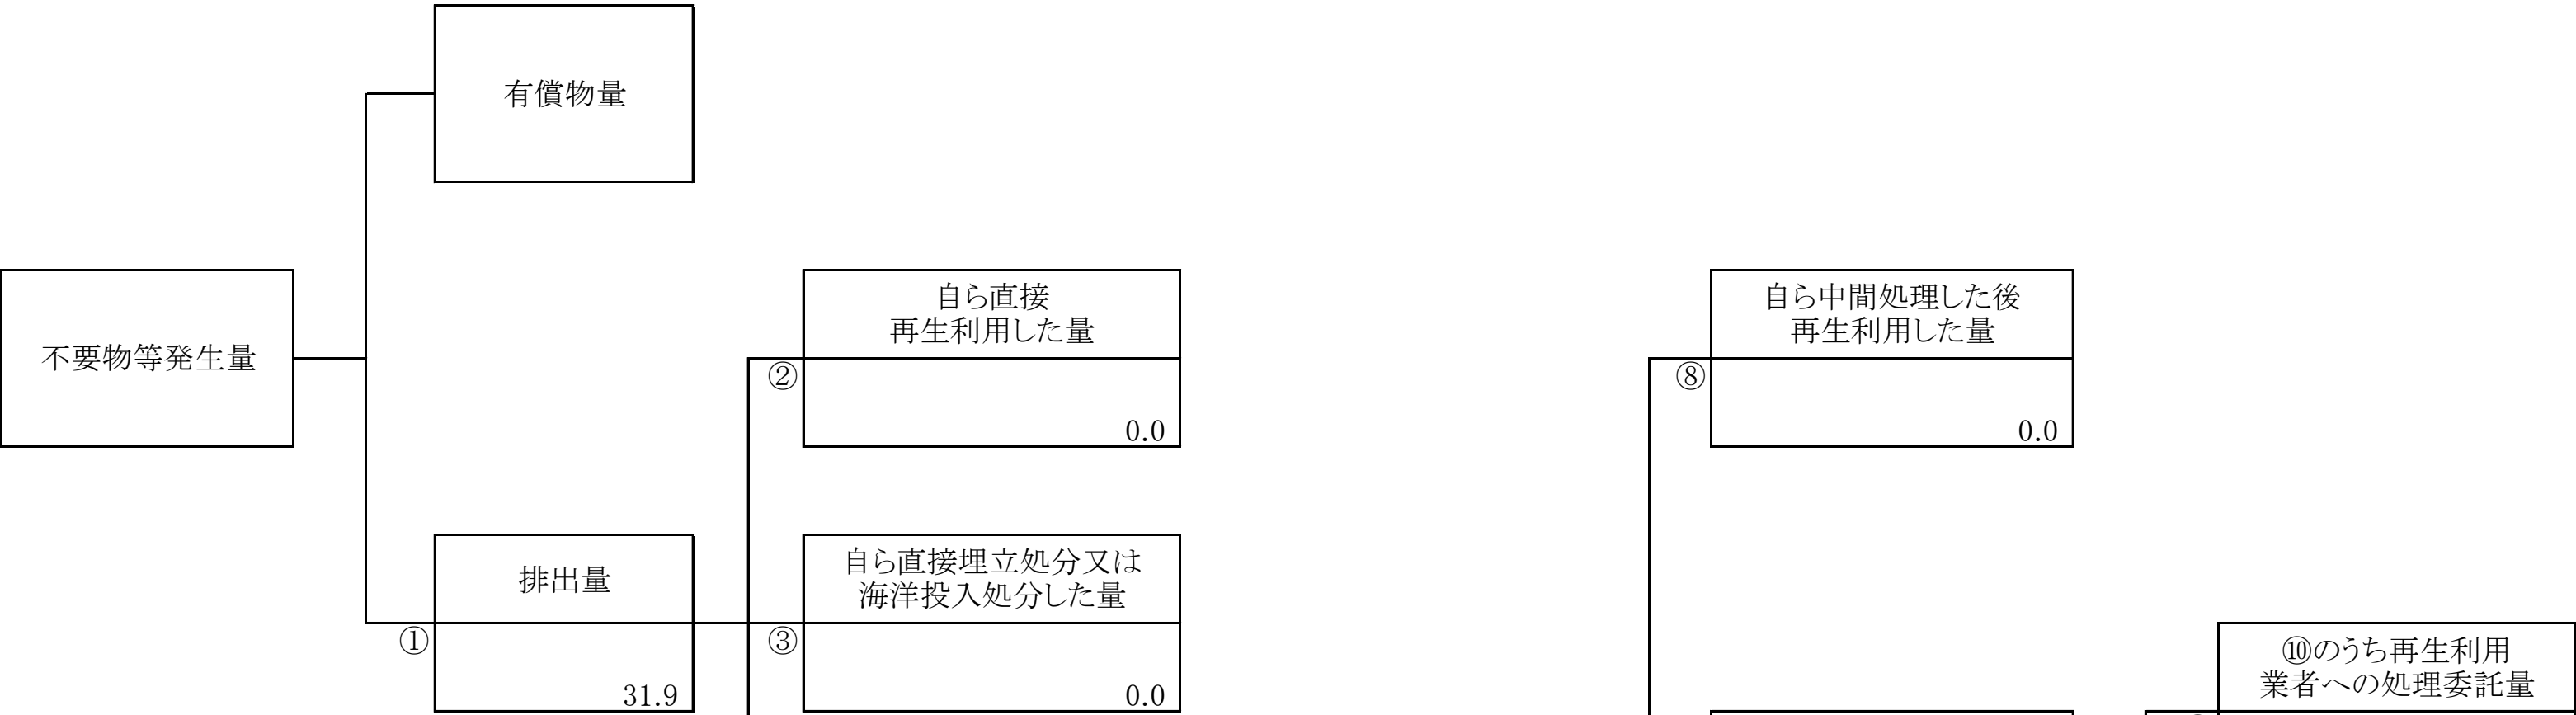 有償物量
自ら直接
再生利用した量
自ら中間処理した後
再生利用した量
不要物等発生量
②
⑧
0.0
0.0
排出量
自ら直接埋立処分又は
海洋投入処分した量
①
③
⑩のうち再生利用
業者への処理委託量
31.9
0.0